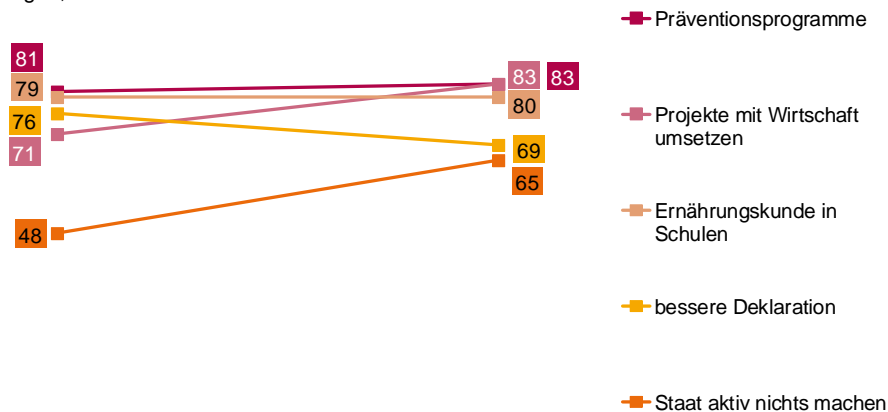 Präventionsprogramme
81
83 83
79
80
76
Projekte mit Wirtschaft
umsetzen
71
69
65
48
Ernährungskunde in
Schulen
bessere Deklaration
Staat aktiv nichts machen